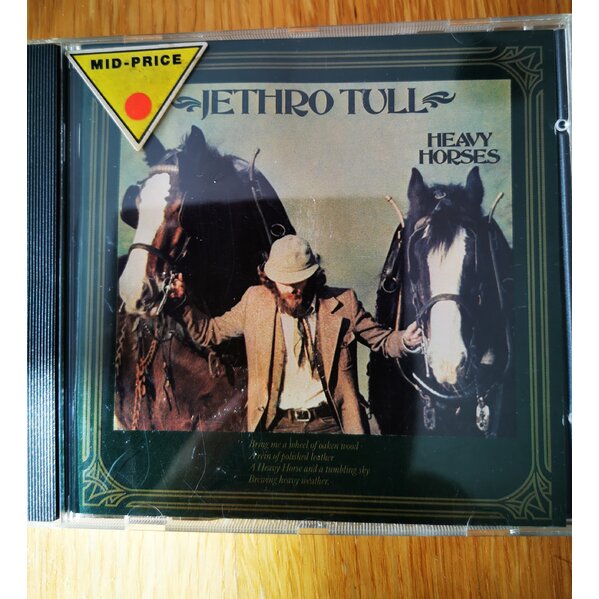 MID-PRICE
JETHRO TULL
HEAVY
HORSES
Bring me a wheel of oaken wood
A rein of polished leather
A Heavy Horse and a tumbling sky
Brewing heavy weather.